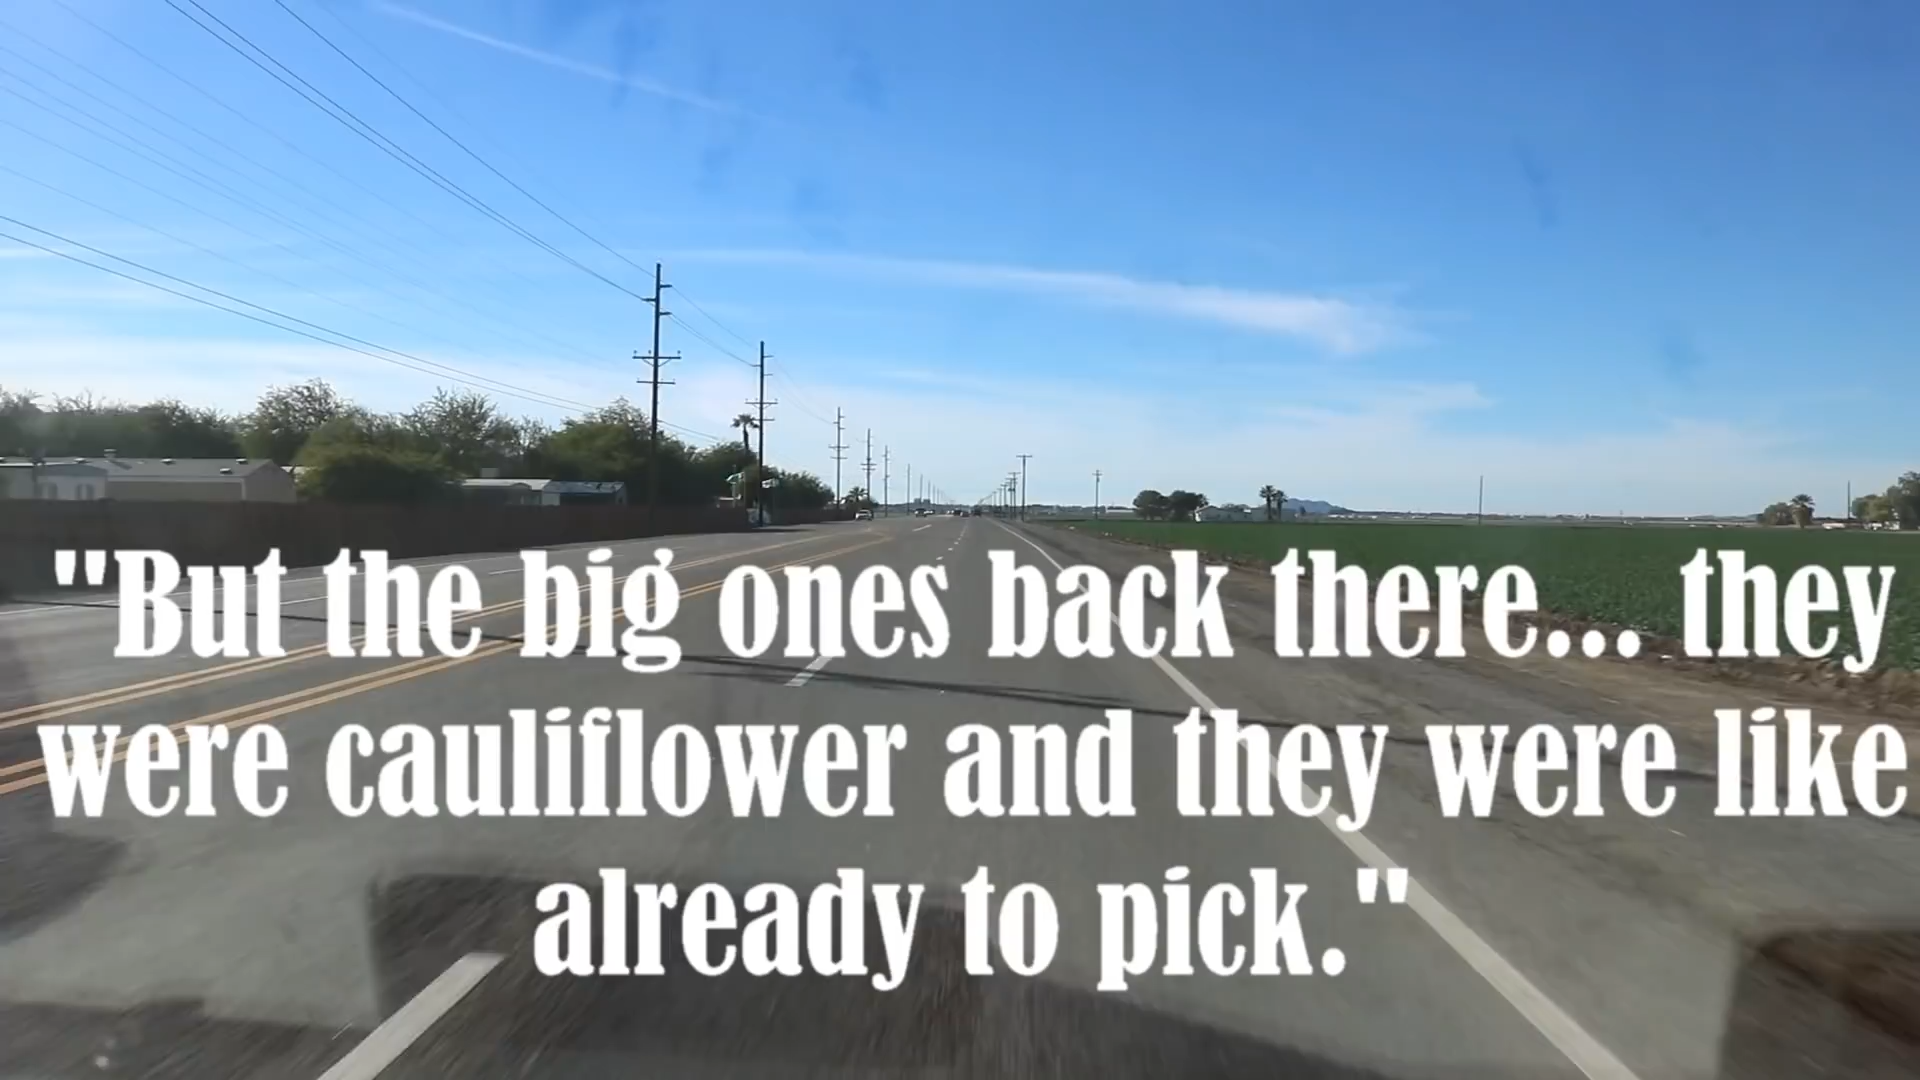 "But the big ones back there... they
were cauliflower and they were like
already to pick."